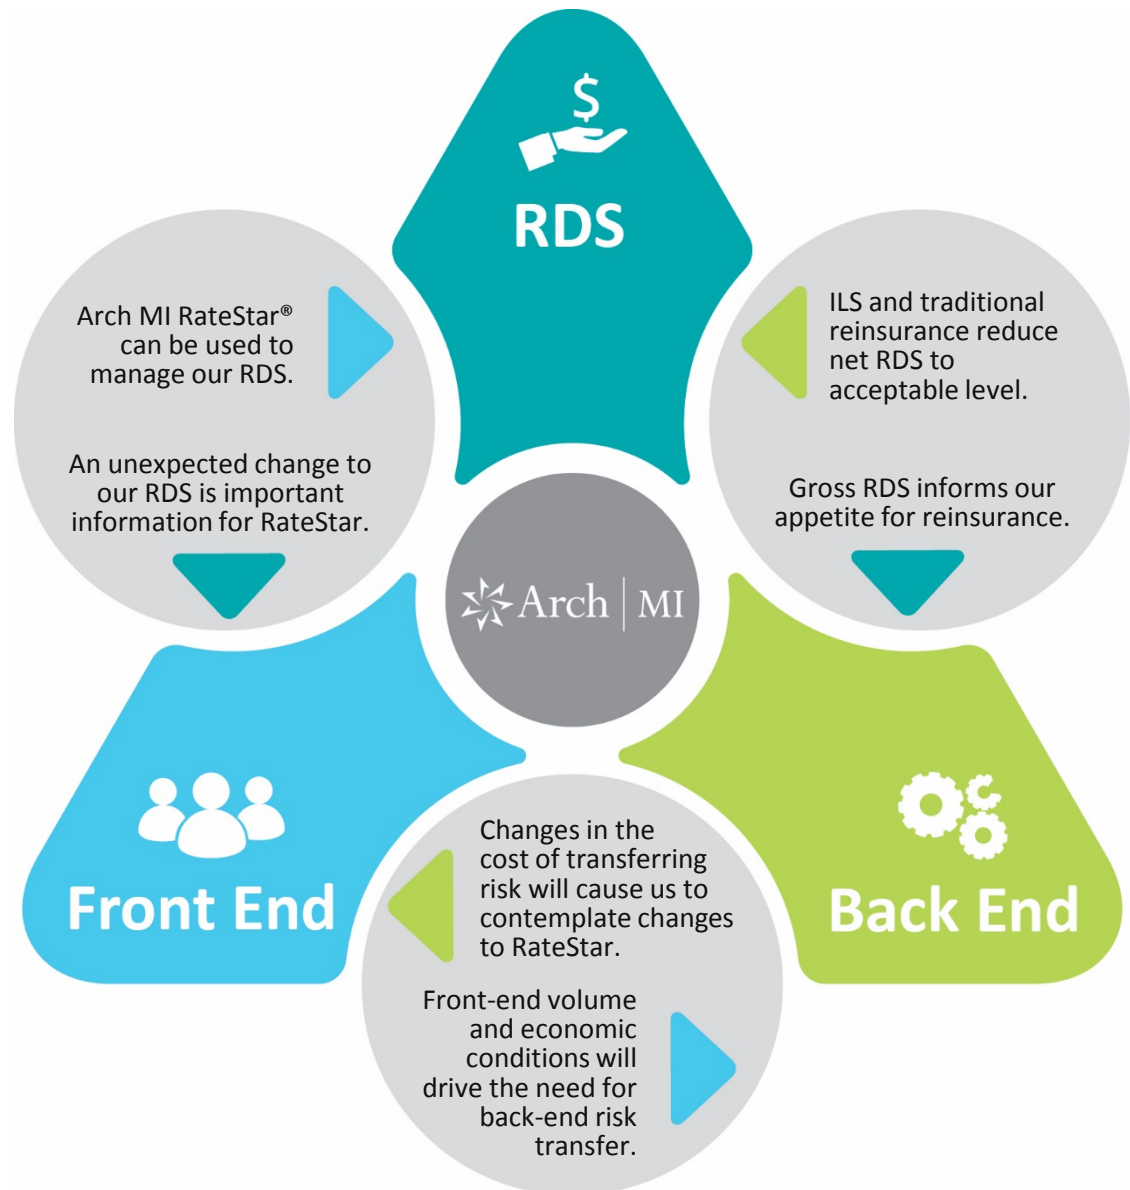 $
RDS
Arch MI RateStar®
can be used to
manage our RDS.
An unexpected change to
our RDS is important
information for RateStar.
ILS and traditional
reinsurance reduce
net RDS to
acceptable level.
Gross RDS informs our
appetite for reinsurance.
Arch | MI
Front End
Back End
Changes in the
cost of transferring
risk will cause us to
contemplate changes
to RateStar.
Front-end volume
and economic
conditions will
drive the need for
back-end risk
transfer.